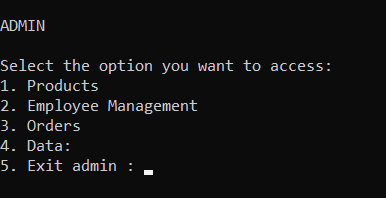 ADMIN
Select the option you want to access:
1. Products
2. Employee Management
3. Orders
4. Data:
5. Exit admin :